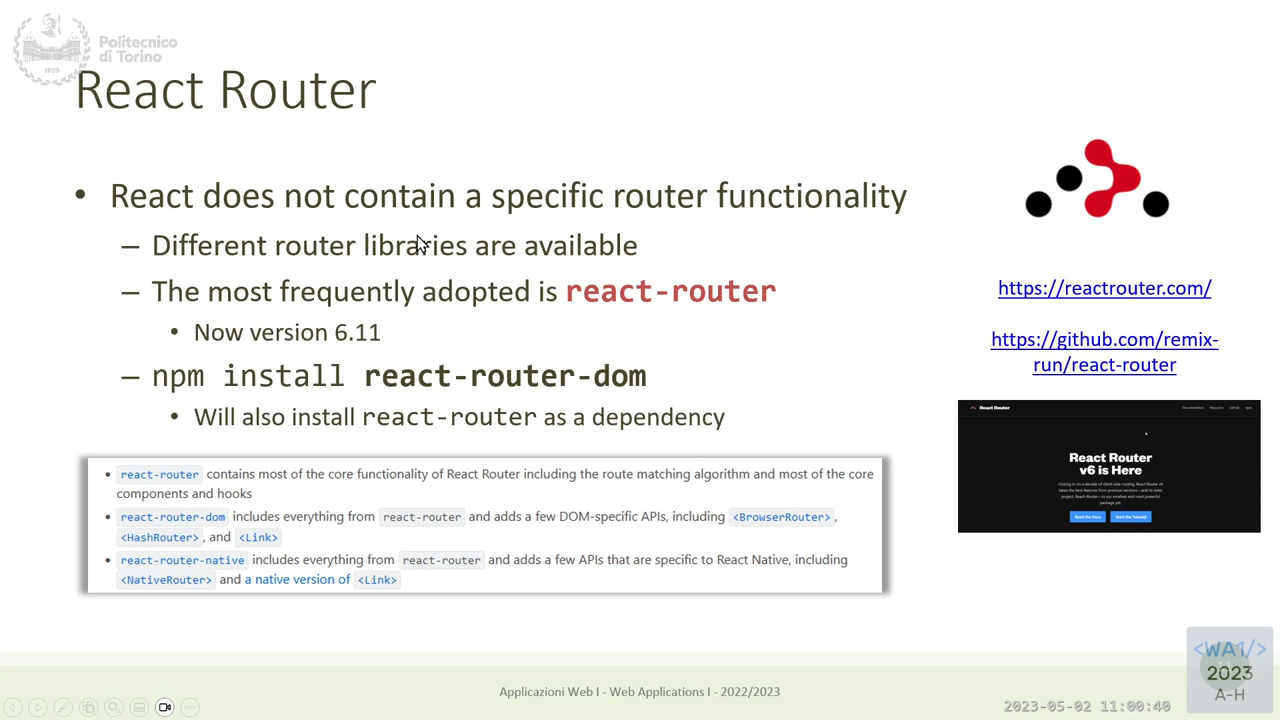 Politecnico
di Torino
1859
React Router
• React does not contain a specific router functionality
– Different router libraries are available
– The most frequently adopted is react-router
• Now version 6.11
– npm install react-router-dom
• Will also install react-router as a dependency
https://reactrouter.com/
https://github.com/remix-
run/react-router
• react-router contains most of the core functionality of React Router including the route matching algorithm and most of the core
components and hooks
• react-router-dom includes everything from react-router and adds a few DOM-specific APIs, including <BrowserRouter>,
<HashRouter>, and <Link>
• react-router-native includes everything from react-router and adds a few APIs that are specific to React Native, including
<NativeRouter> and a native version of <Link>
React Router
React Router
v6 is Here
Read the Docs
Start the Tutorial
Applicazioni Web I - Web Applications I - 2022/2023
2023-05-02 11:00:40
<WA1/>
2023
A-H